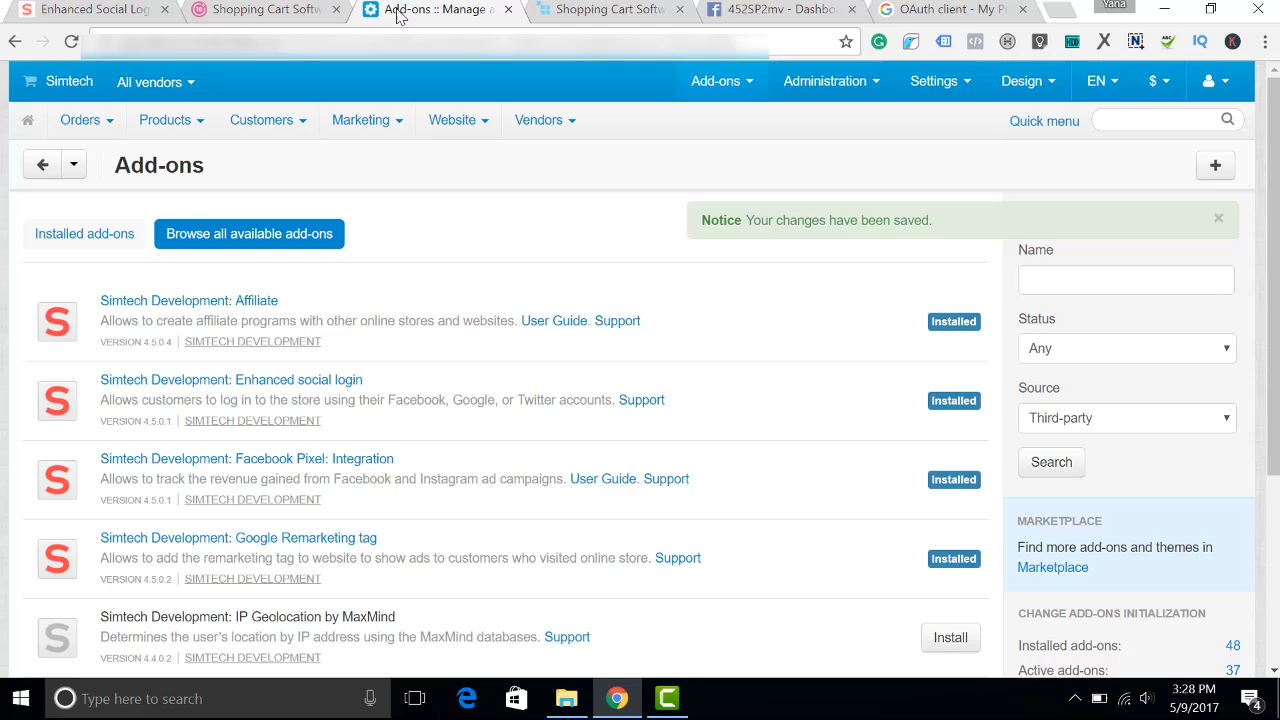 Enhanced Social Log
Shopping Cart Softw
Add-ons :: Manage a
Shopping Cart Softw
452SP2mv - Dashbo
OAuth client - My P
Yana
Simtech
All vendors
Add-ons
Administration
Settings
Design
EN
$
Orders
Products
Customers
Marketing
Website
Vendors
Quick menu
Add-ons
+
Installed add-ons
Browse all available add-ons
Notice Your changes have been saved.
×
Simtech Development: Affiliate
Allows to create affiliate programs with other online stores and websites. User Guide. Support
VERSION 4.5.0.4 | SIMTECH DEVELOPMENT
Installed
Simtech Development: Enhanced social login
Allows customers to log in to the store using their Facebook, Google, or Twitter accounts. Support
VERSION 4.5.0.1 | SIMTECH DEVELOPMENT
Installed
Simtech Development: Facebook Pixel: Integration
Allows to track the revenue gained from Facebook and Instagram ad campaigns. User Guide. Support
VERSION 4.5.0.1 | SIMTECH DEVELOPMENT
Installed
Simtech Development: Google Remarketing tag
Allows to add the remarketing tag to website to show ads to customers who visited online store. Support
VERSION 4.5.0.2 | SIMTECH DEVELOPMENT
Installed
Simtech Development: IP Geolocation by MaxMind
Determines the user's location by IP address using the MaxMind databases. Support
VERSION 4.4.0.2 | SIMTECH DEVELOPMENT
Install
Name
Status
Any
Source
Third-party
Search
MARKETPLACE
Find more add-ons and themes in
Marketplace
CHANGE ADD-ONS INITIALIZATION
Installed add-ons: 48
Active add-ons: 37
Type here to search
3:28 PM
5/9/2017
4